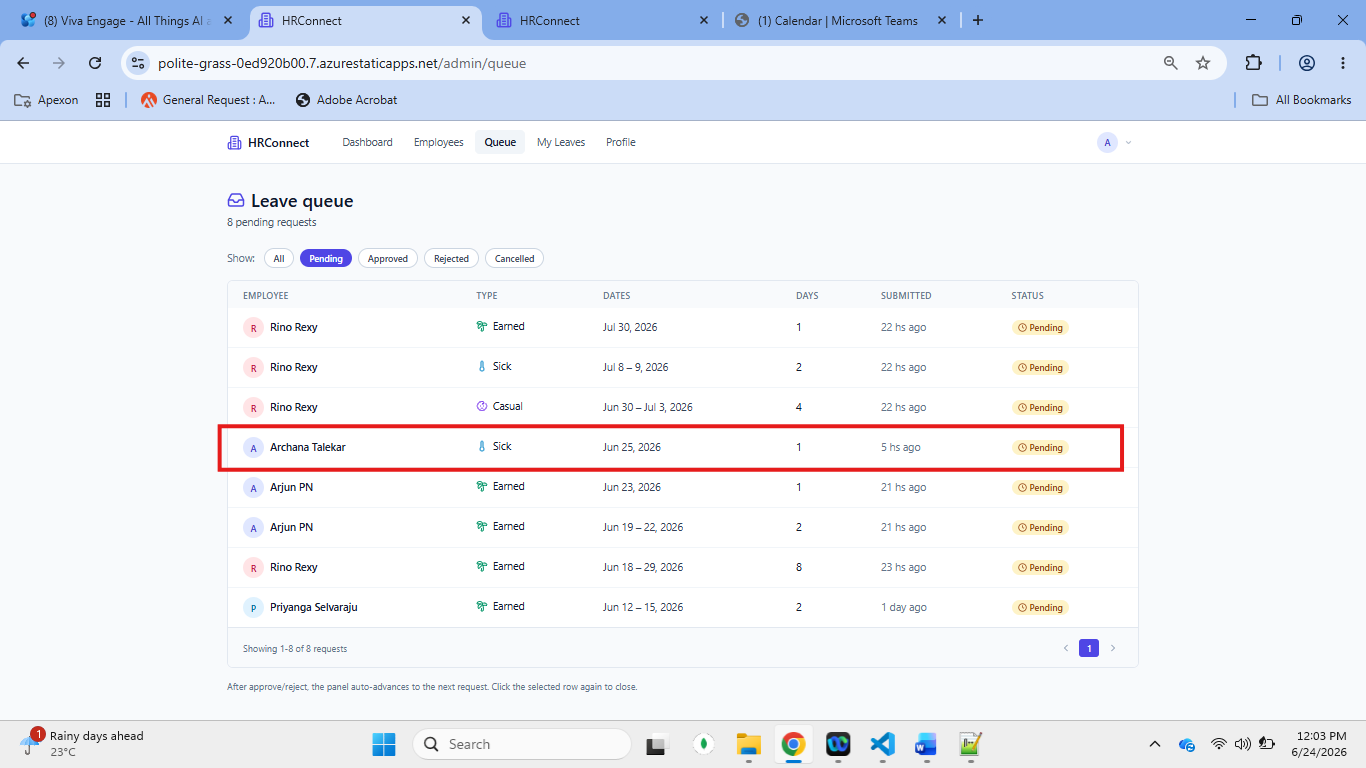 (8) Viva Engage - All Things AI a
HRConnect
HRConnect
(1) Calendar | Microsoft Teams
polite-grass-0ed920b00.7.azurestaticapps.net/admin/queue
Apexon
General Request : A...
Adobe Acrobat
All Bookmarks
HRConnect
Dashboard
Employees
Queue
My Leaves
Profile
A
Leave queue
8 pending requests
Show: All Pending Approved Rejected Cancelled
EMPLOYEE TYPE DATES DAYS SUBMITTED STATUS
R Rino Rexy Earned Jul 30, 2026 1 22 hs ago Pending
R Rino Rexy Sick Jul 8 – 9, 2026 2 22 hs ago Pending
R Rino Rexy Casual Jun 30 – Jul 3, 2026 4 22 hs ago Pending
A Archana Talekar Sick Jun 25, 2026 1 5 hs ago Pending
A Arjun PN Earned Jun 23, 2026 1 21 hs ago Pending
A Arjun PN Earned Jun 19 – 22, 2026 2 21 hs ago Pending
R Rino Rexy Earned Jun 18 – 29, 2026 8 23 hs ago Pending
P Priyanga Selvaraju Earned Jun 12 – 15, 2026 2 1 day ago Pending
Showing 1-8 of 8 requests
1
After approve/reject, the panel auto-advances to the next request. Click the selected row again to close.
1
Rainy days ahead
23°C
Search
12:03 PM
6/24/2026